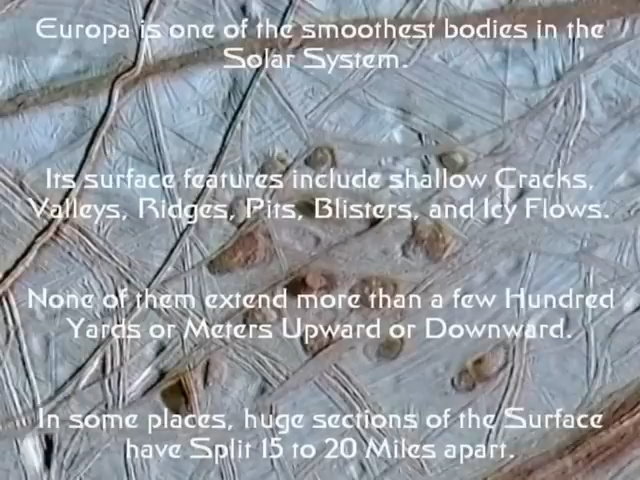 Europa is one of the smoothest bodies in the
Solar System.
Its surface features include shallow Cracks,
Valleys, Ridges, Pits, Blisters, and Icy Flows.
None of them extend more than a few Hundred
Yards or Meters Upward or Downward.
In some places, huge sections of the Surface
have Split 15 to 20 Miles apart.